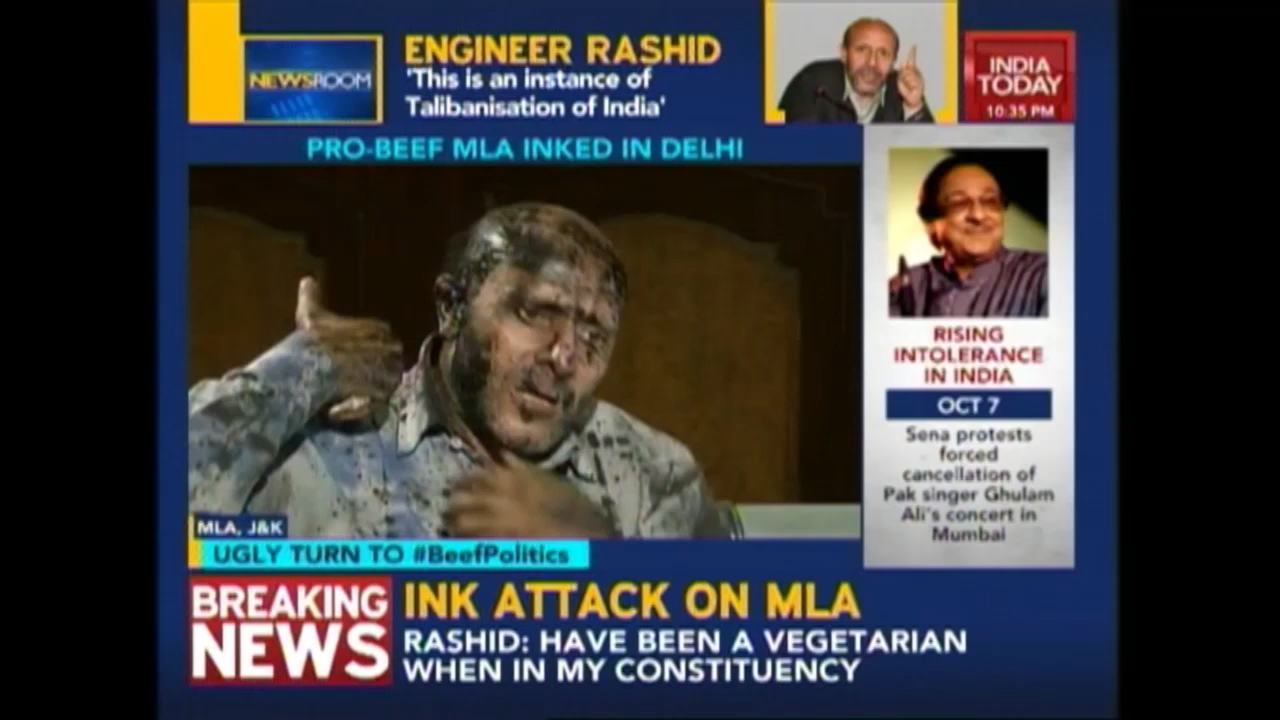 NEWSROOM
ENGINEER RASHID
'This is an instance of
Talibanisation of India'
INDIA
TODAY
10:35 PM
PRO-BEEF MLA INKED IN DELHI
RISING
INTOLERANCE
IN INDIA
OCT 7
Sena protests
forced
cancellation of
Pak singer Ghulam
Ali's concert in
Mumbai
MLA, J&K
UGLY TURN TO #BeefPolitics
BREAKING
NEWS
INK ATTACK ON MLA
RASHID: HAVE BEEN A VEGETARIAN
WHEN IN MY CONSTITUENCY